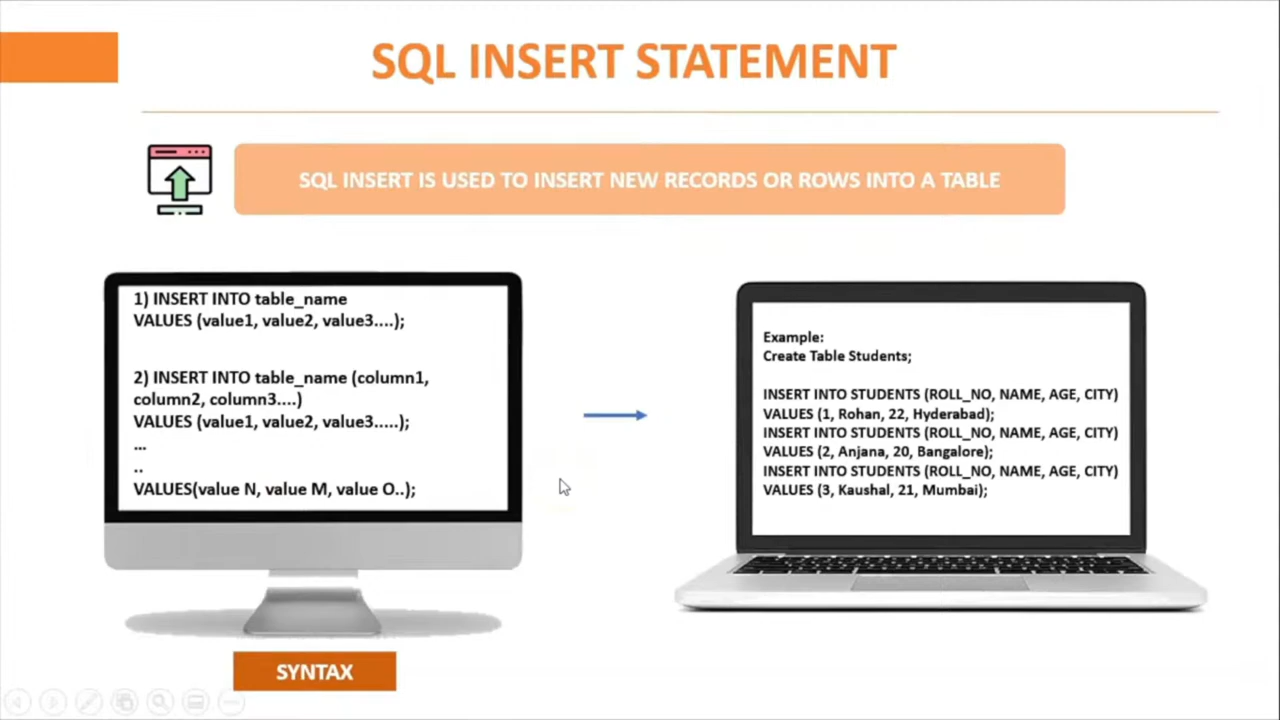 SQL INSERT STATEMENT
SQL INSERT IS USED TO INSERT NEW RECORDS OR ROWS INTO A TABLE
1) INSERT INTO table_name
VALUES (value1, value2, value3....);
2) INSERT INTO table_name (column1,
column2, column3....)
VALUES (value1, value2, value3.....);
...
..
VALUES(value N, value M, value O..);
Example:
Create Table Students;
INSERT INTO STUDENTS (ROLL_NO, NAME, AGE, CITY)
VALUES (1, Rohan, 22, Hyderabad);
INSERT INTO STUDENTS (ROLL_NO, NAME, AGE, CITY)
VALUES (2, Anjana, 20, Bangalore);
INSERT INTO STUDENTS (ROLL_NO, NAME, AGE, CITY)
VALUES (3, Kaushal, 21, Mumbai);
SYNTAX